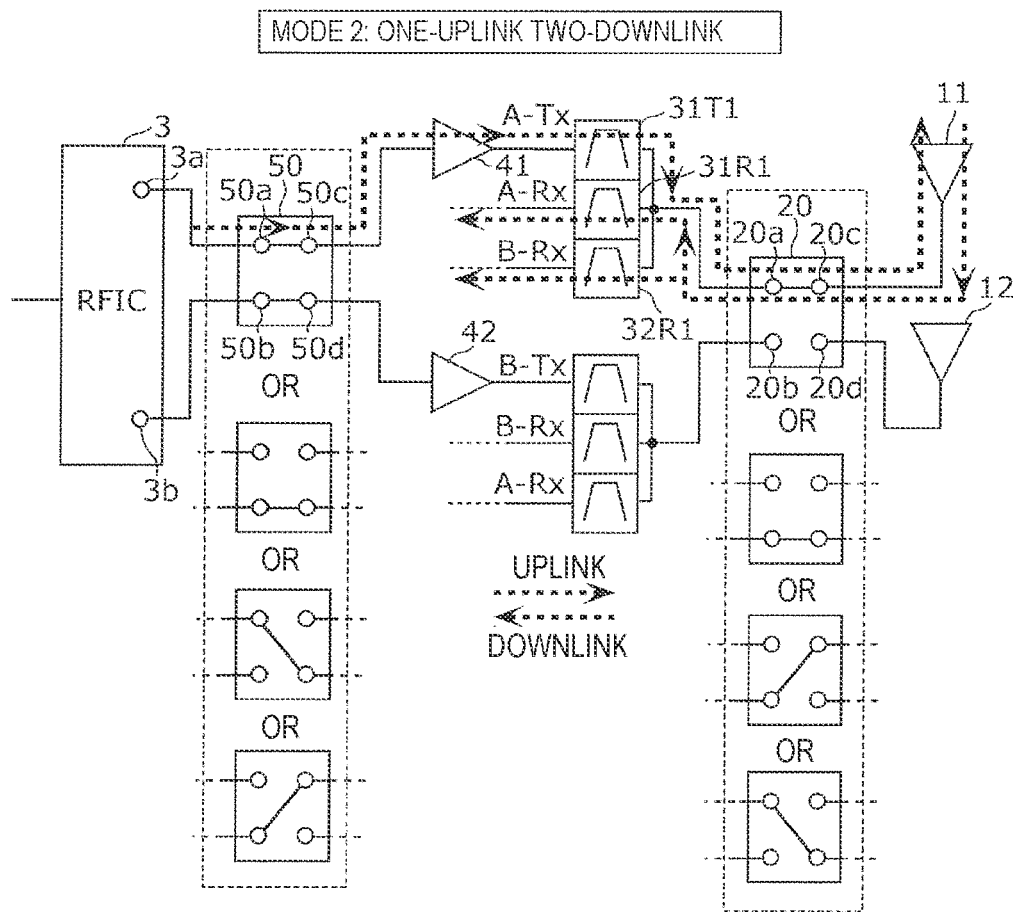 MODE 2: ONE-UPLINK TWO-DOWNLINK
3
3a
50
50a
50c
A-Tx
41
31T1
11
A-Rx
31R1
20
20a
20c
RFIC
B-Rx
32R1
12
50b
50d
42
B-Tx
20b
20d
OR
OR
B-Rx
3b
A-Rx
OR
UPLINK
OR
DOWNLINK
OR
OR